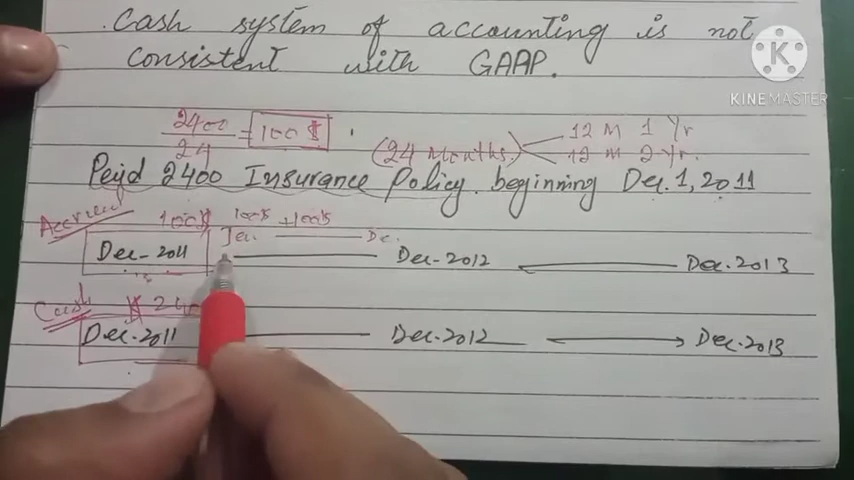 Cash system of accounting is not
consistent with GAAP.
K
KINEMASTER
2400/24 = 100$
(24 Months.) 12 M 1 Yr
12 M 2 Yr.
Peyd 2400 Insurance Policy beginning Dec. 1, 2011
Accrual 100$ 100$ +100$
Jan. Dec.
Dec-2011 Dec-2012 Dec.2013
Cash
Dec.2011 Dec.2012 Dec.2013